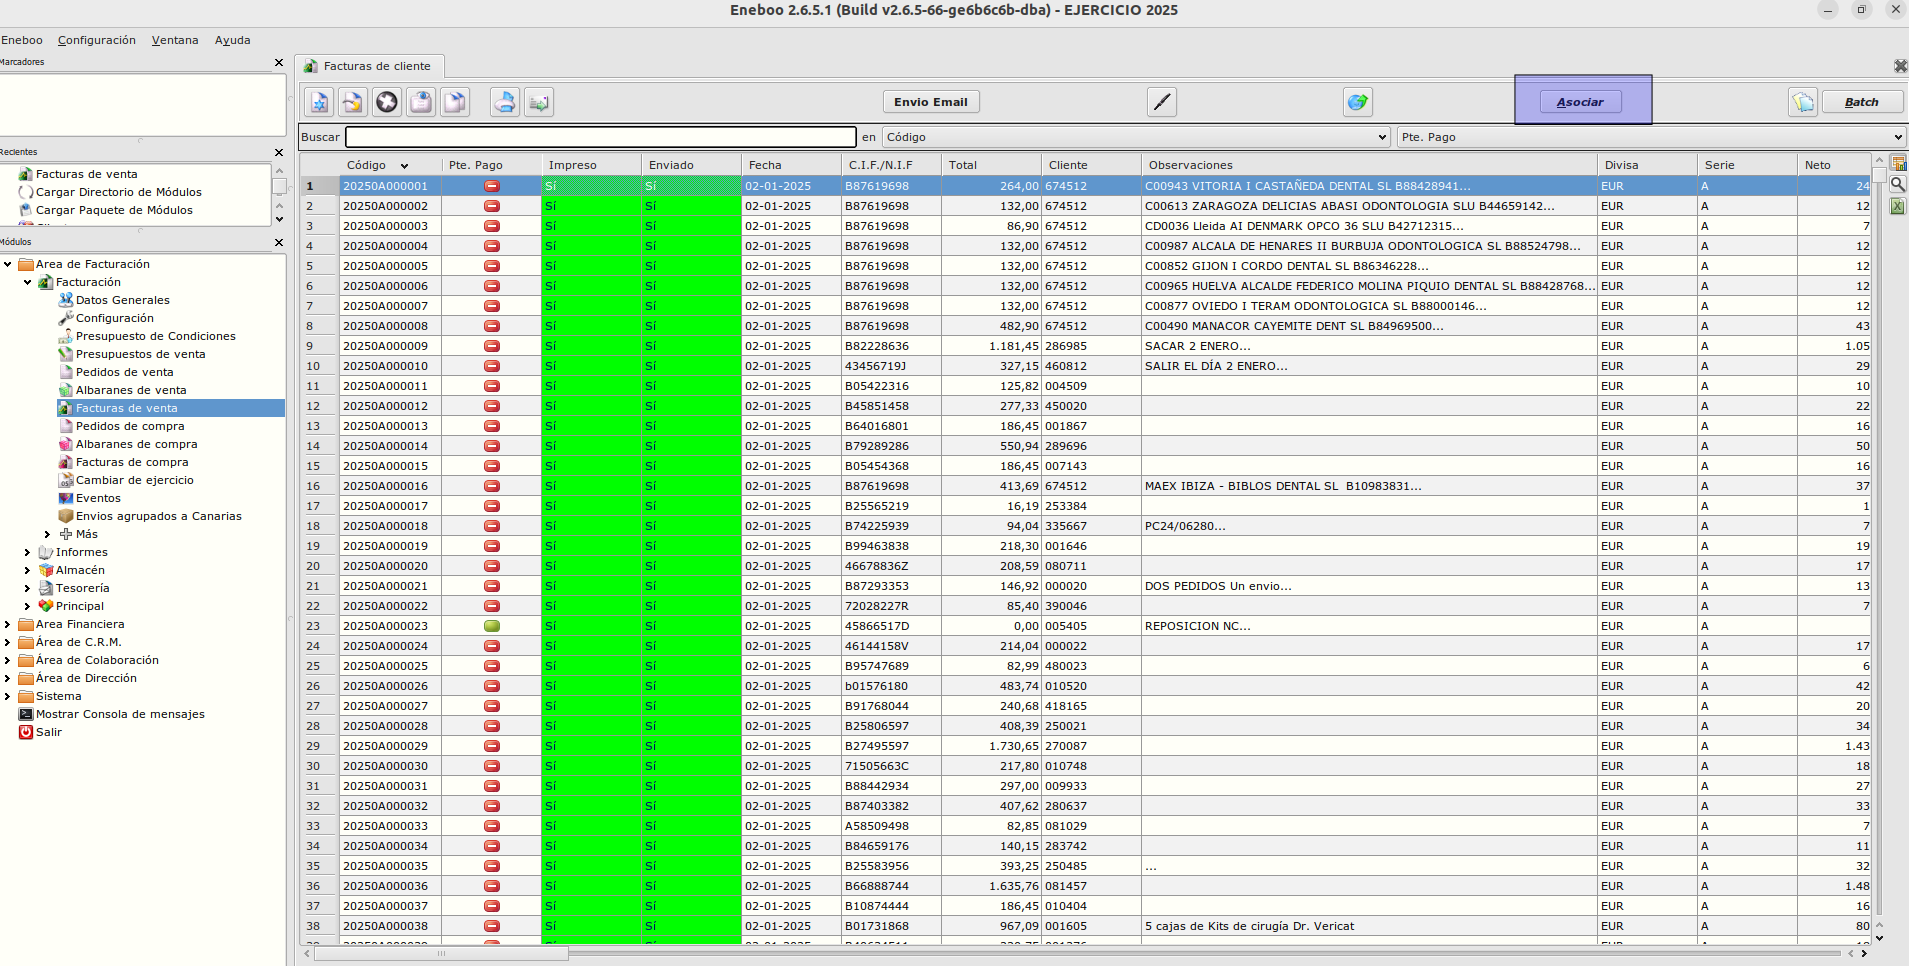 Eneboo 2.6.5.1 (Build v2.6.5-66-ge6b6c6b-dba) - EJERCICIO 2025
Eneboo Configuración Ventana Ayuda
Marcadores
Recientes
Facturas de venta
Cargar Directorio de Módulos
Cargar Paquete de Módulos
Módulos
Area de Facturación
Facturación
Datos Generales
Configuración
Presupuesto de Condiciones
Presupuestos de venta
Pedidos de venta
Albaranes de venta
Facturas de venta
Pedidos de compra
Albaranes de compra
Facturas de compra
Cambiar de ejercicio
Eventos
Envios agrupados a Canarias
Más
Informes
Almacén
Tesorería
Principal
Area Financiera
Área de C.R.M.
Área de Colaboración
Área de Dirección
Sistema
Mostrar Consola de mensajes
Salir
Facturas de cliente
Envio Email Asociar Batch
Buscar en Código Pte. Pago
Código Pte. Pago Impreso Enviado Fecha C.I.F./N.I.F Total Cliente Observaciones Divisa Serie Neto
1 20250A000001 Sí Sí 02-01-2025 B87619698 264,00 674512 C00943 VITORIA I CASTAÑEDA DENTAL SL B88428941... EUR A 24
2 20250A000002 Sí Sí 02-01-2025 B87619698 132,00 674512 C00613 ZARAGOZA DELICIAS ABASI ODONTOLOGIA SLU B44659142... EUR A 12
3 20250A000003 Sí Sí 02-01-2025 B87619698 86,90 674512 CD0036 Lleida AI DENMARK OPCO 36 SLU B42712315... EUR A 7
4 20250A000004 Sí Sí 02-01-2025 B87619698 132,00 674512 C00987 ALCALA DE HENARES II BURBUJA ODONTOLOGICA SL B88524798... EUR A 12
5 20250A000005 Sí Sí 02-01-2025 B87619698 132,00 674512 C00852 GIJON I CORDO DENTAL SL B86346228... EUR A 12
6 20250A000006 Sí Sí 02-01-2025 B87619698 132,00 674512 C00965 HUELVA ALCALDE FEDERICO MOLINA PIQUIO DENTAL SL B88428768... EUR A 12
7 20250A000007 Sí Sí 02-01-2025 B87619698 132,00 674512 C00877 OVIEDO I TERAM ODONTOLOGICA SL B88000146... EUR A 12
8 20250A000008 Sí Sí 02-01-2025 B87619698 482,90 674512 C00490 MANACOR CAYEMITE DENT SL B84969500... EUR A 43
9 20250A000009 Sí Sí 02-01-2025 B82228636 1.181,45 286985 SACAR 2 ENERO... EUR A 1.05
10 20250A000010 Sí Sí 02-01-2025 43456719J 327,15 460812 SALIR EL DÍA 2 ENERO... EUR A 29
11 20250A000011 Sí Sí 02-01-2025 B05422316 125,82 004509 EUR A 10
12 20250A000012 Sí Sí 02-01-2025 B45851458 277,33 450020 EUR A 22
13 20250A000013 Sí Sí 02-01-2025 B64016801 186,45 001867 EUR A 16
14 20250A000014 Sí Sí 02-01-2025 B79289286 550,94 289696 EUR A 50
15 20250A000015 Sí Sí 02-01-2025 B05454368 186,45 007143 EUR A 16
16 20250A000016 Sí Sí 02-01-2025 B87619698 413,69 674512 MAEX IBIZA - BIBLOS DENTAL SL B10983831... EUR A 37
17 20250A000017 Sí Sí 02-01-2025 B25565219 16,19 253384 EUR A 1
18 20250A000018 Sí Sí 02-01-2025 B74225939 94,04 335667 PC24/06280... EUR A 7
19 20250A000019 Sí Sí 02-01-2025 B99463838 218,30 001646 EUR A 19
20 20250A000020 Sí Sí 02-01-2025 46678836Z 208,59 080711 EUR A 17
21 20250A000021 Sí Sí 02-01-2025 B87293353 146,92 000020 DOS PEDIDOS Un envio... EUR A 13
22 20250A000022 Sí Sí 02-01-2025 72028227R 85,40 390046 EUR A 7
23 20250A000023 Sí Sí 02-01-2025 45866517D 0,00 005405 REPOSICION NC... EUR A
24 20250A000024 Sí Sí 02-01-2025 46144158V 214,04 000022 EUR A 17
25 20250A000025 Sí Sí 02-01-2025 B95747689 82,99 480023 EUR A 6
26 20250A000026 Sí Sí 02-01-2025 b01576180 483,74 010520 EUR A 42
27 20250A000027 Sí Sí 02-01-2025 B91768044 240,68 418165 EUR A 20
28 20250A000028 Sí Sí 02-01-2025 B25806597 408,39 250021 EUR A 34
29 20250A000029 Sí Sí 02-01-2025 B27495597 1.730,65 270087 EUR A 1.43
30 20250A000030 Sí Sí 02-01-2025 71505663C 217,80 010748 EUR A 18
31 20250A000031 Sí Sí 02-01-2025 B88442934 297,00 009933 EUR A 27
32 20250A000032 Sí Sí 02-01-2025 B87403382 407,62 280637 EUR A 33
33 20250A000033 Sí Sí 02-01-2025 A58509498 82,85 081029 EUR A 7
34 20250A000034 Sí Sí 02-01-2025 B84659176 140,15 283742 EUR A 11
35 20250A000035 Sí Sí 02-01-2025 B25583956 393,25 250485 ... EUR A 32
36 20250A000036 Sí Sí 02-01-2025 B66888744 1.635,76 081457 EUR A 1.48
37 20250A000037 Sí Sí 02-01-2025 B10874444 186,45 010404 EUR A 16
38 20250A000038 Sí Sí 02-01-2025 B01731868 967,09 001605 5 cajas de Kits de cirugía Dr. Vericat EUR A 80